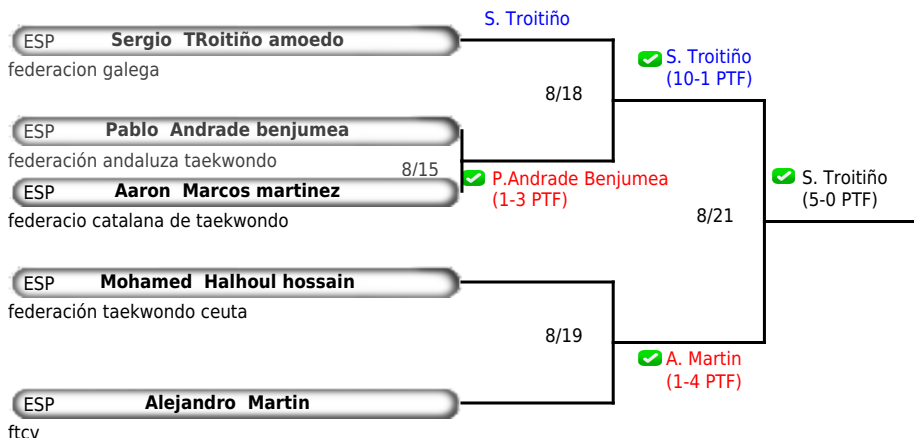 S. Troitiño
ESP Sergio TRoitiño amoedo
federacion galega
S. Troitiño
(10-1 PTF)
8/18
ESP Pablo Andrade benjumea
federación andaluza taekwondo
8/15
P.Andrade Benjumea
(1-3 PTF)
ESP Aaron Marcos martinez
federacio catalana de taekwondo
S. Troitiño
(5-0 PTF)
8/21
ESP Mohamed Halhoul hossain
federación taekwondo ceuta
8/19
A. Martin
(1-4 PTF)
ESP Alejandro Martin
ftcv